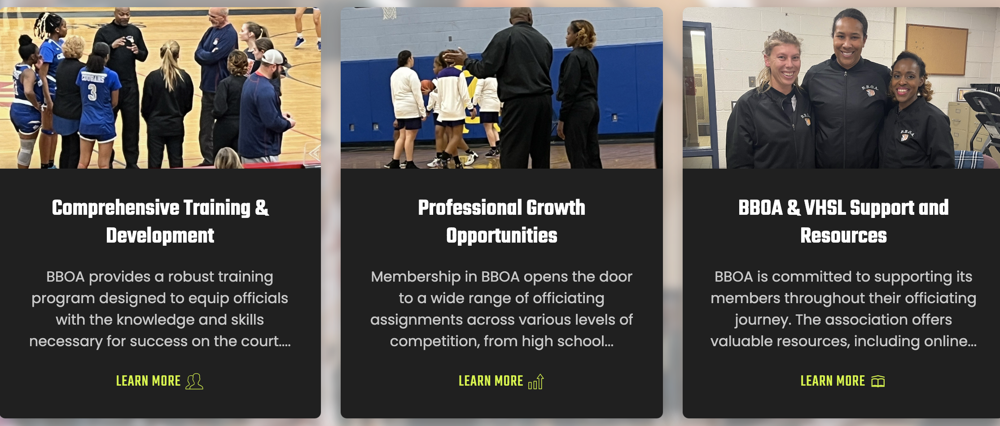 COUGARS
3
B.B.O.A.
B.B.O.A.
Comprehensive Training &
Development
BBOA provides a robust training
program designed to equip officials
with the knowledge and skills
necessary for success on the court....
LEARN MORE
Professional Growth
Opportunities
Membership in BBOA opens the door
to a wide range of officiating
assignments across various levels of
competition, from high school...
LEARN MORE
BBOA & VHSL Support and
Resources
BBOA is committed to supporting its
members throughout their officiating
journey. The association offers
valuable resources, including online...
LEARN MORE